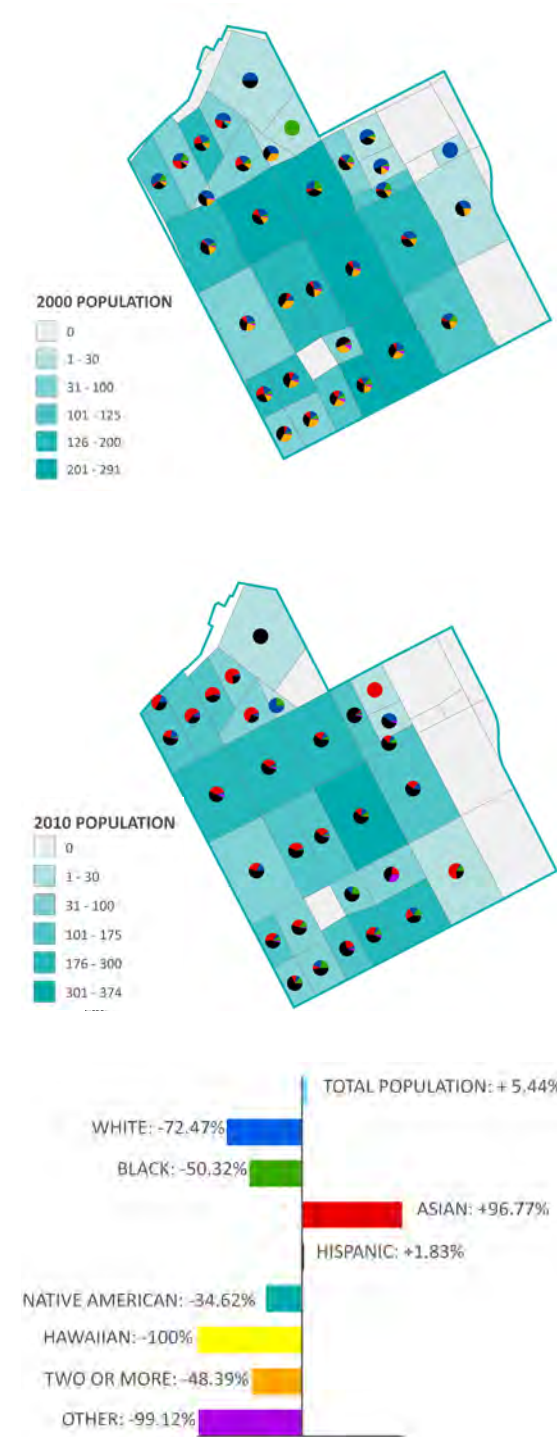 2000 POPULATION
0
1 - 30
31 - 100
101 - 125
126 - 200
201 - 291
2010 POPULATION
0
1 - 30
31 - 100
101 - 175
176 - 300
301 - 374
TOTAL POPULATION: + 5.44%
WHITE: -72.47%
BLACK: -50.32%
ASIAN: +96.77%
HISPANIC: +1.83%
NATIVE AMERICAN: -34.62%
HAWAIIAN: -100%
TWO OR MORE: -48.39%
OTHER: -99.12%